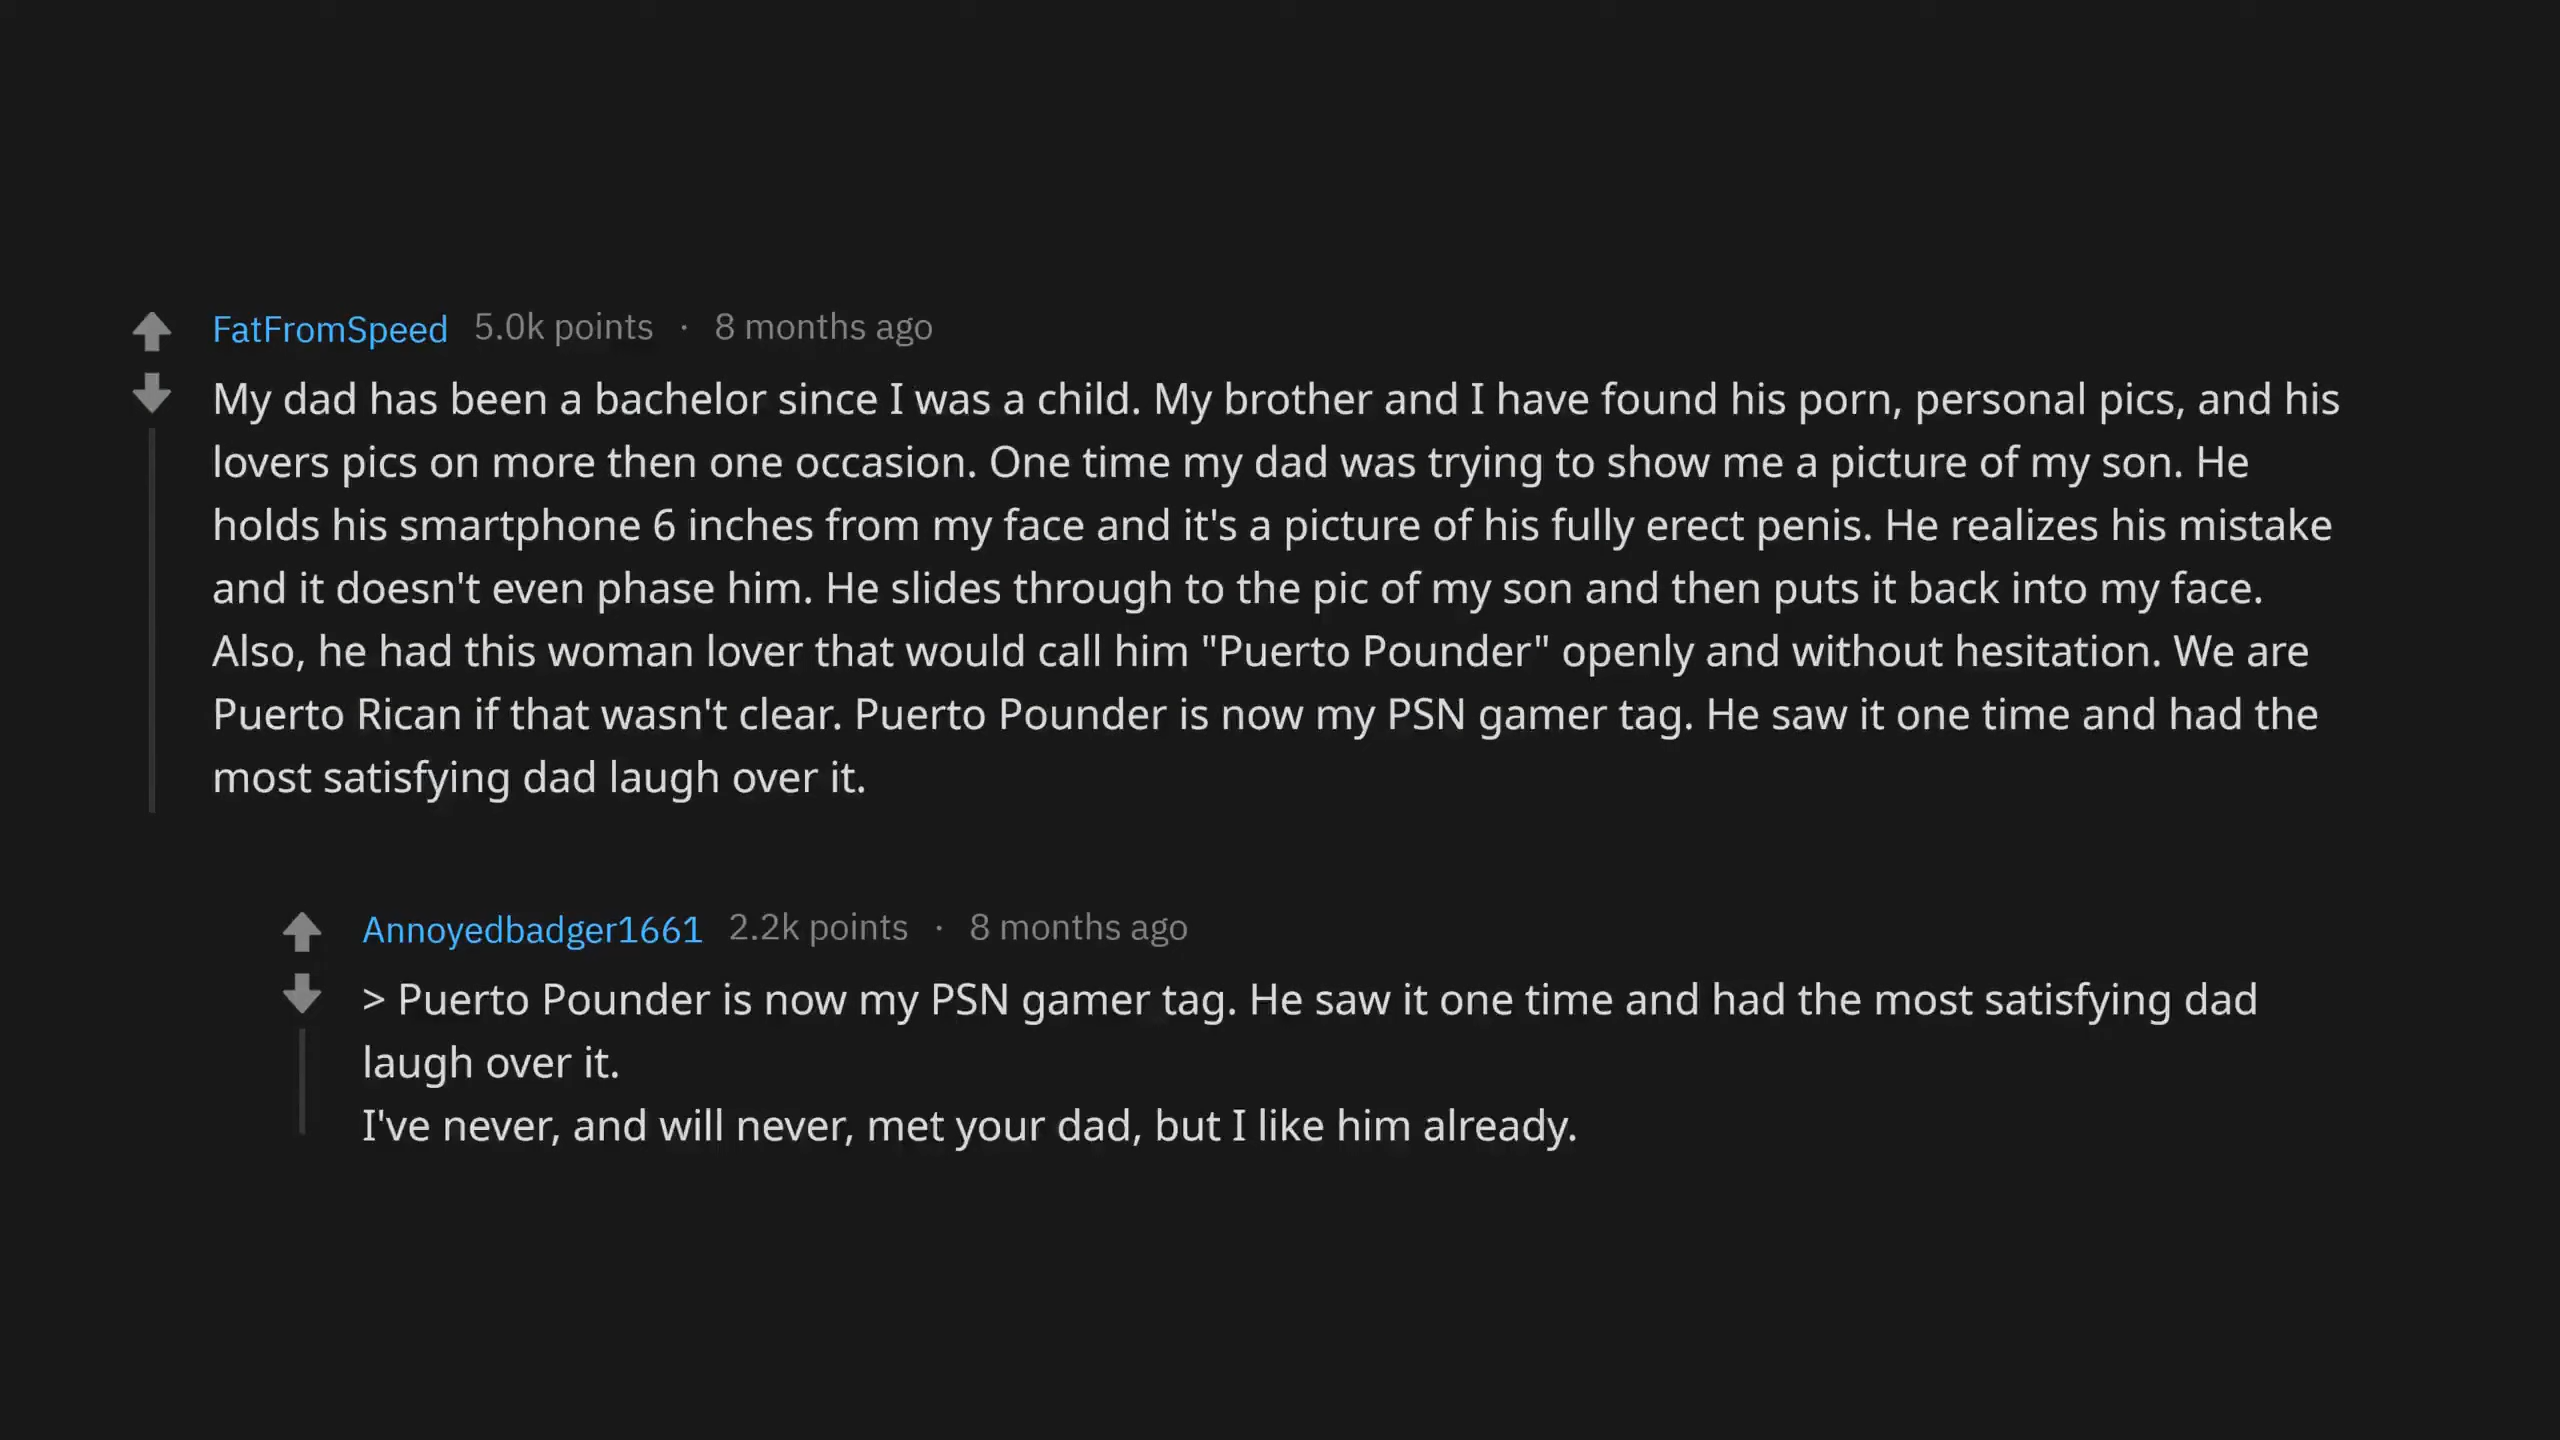 FatFromSpeed 5.0k points · 8 months ago
My dad has been a bachelor since I was a child. My brother and I have found his porn, personal pics, and his
lovers pics on more then one occasion. One time my dad was trying to show me a picture of my son. He
holds his smartphone 6 inches from my face and it's a picture of his fully erect penis. He realizes his mistake
and it doesn't even phase him. He slides through to the pic of my son and then puts it back into my face.
Also, he had this woman lover that would call him "Puerto Pounder" openly and without hesitation. We are
Puerto Rican if that wasn't clear. Puerto Pounder is now my PSN gamer tag. He saw it one time and had the
most satisfying dad laugh over it.
Annoyedbadger1661 2.2k points · 8 months ago
> Puerto Pounder is now my PSN gamer tag. He saw it one time and had the most satisfying dad
laugh over it.
I've never, and will never, met your dad, but I like him already.